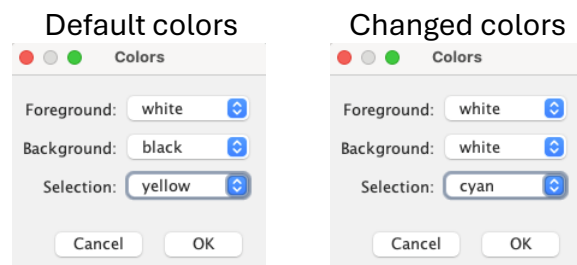 Default colors
Colors
Foreground: white
Background: black
Selection: yellow
Cancel OK
Changed colors
Colors
Foreground: white
Background: white
Selection: cyan
Cancel OK